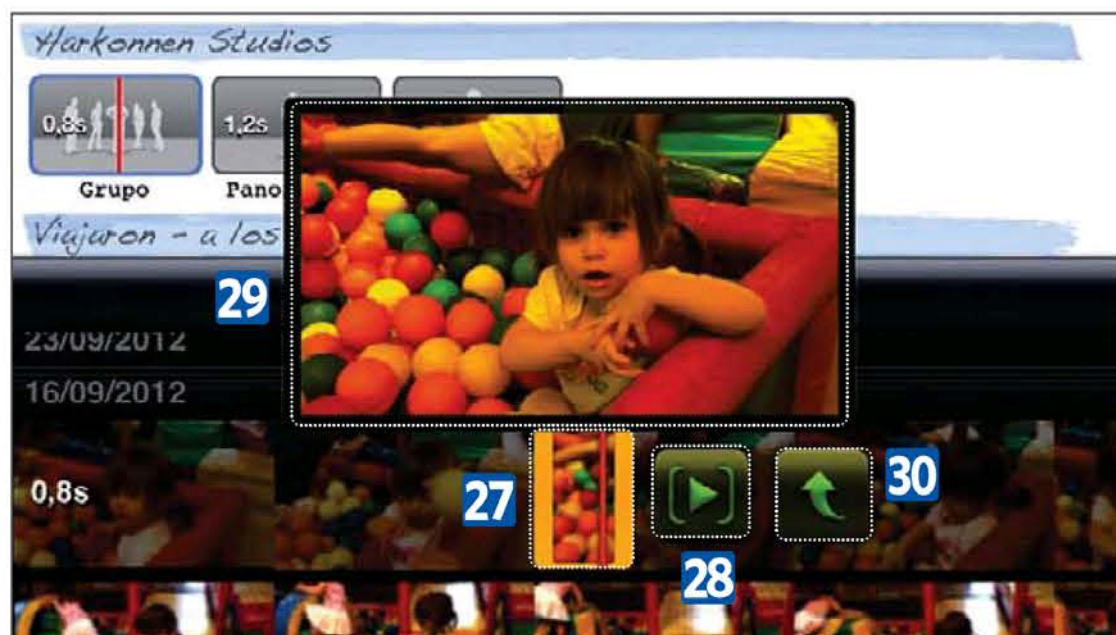 Harkonnen Studios
0,8s
1,2s
Grupo
Pano
Viajaron - a los
29
23/09/2012
16/09/2012
0,8s
27
28
30